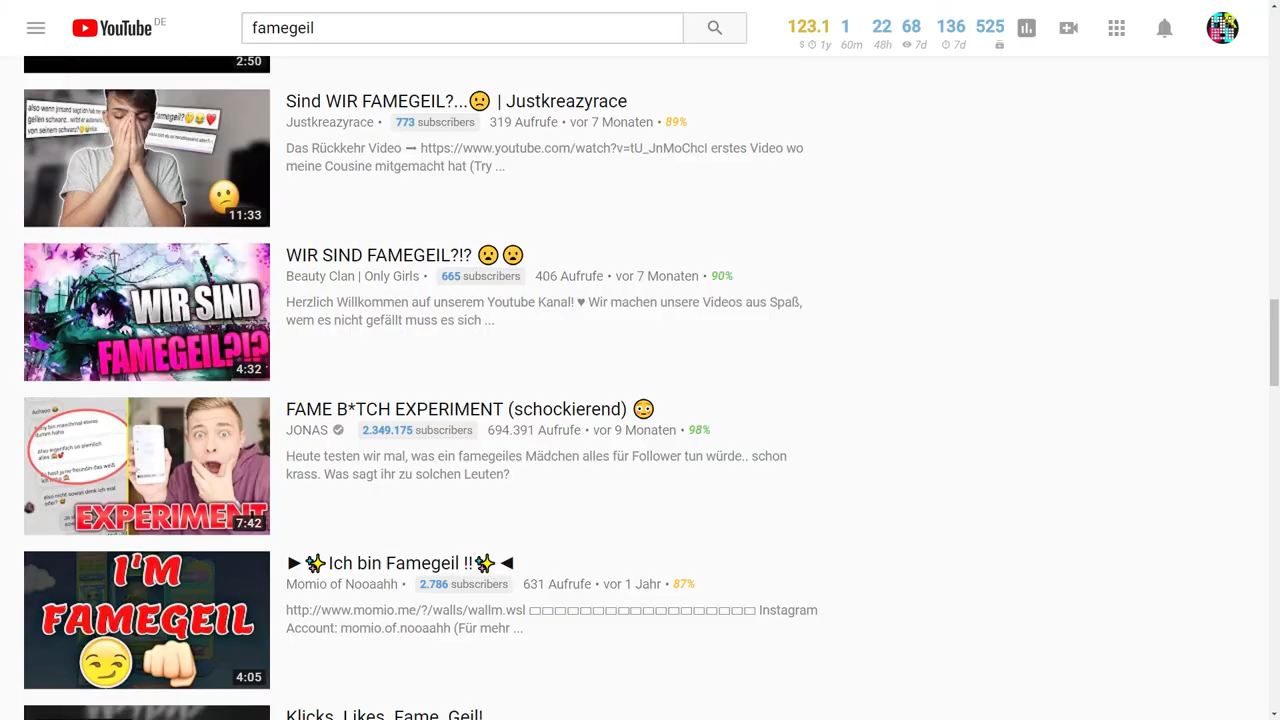 YouTube DE
famegeil
123.1 1 22 68 136 525
$ 1y 60m 48h 7d 7d
2:50
Sind WIR FAMEGEIL?...😕 | Justkreazyrace
Justkreazyrace • 773 subscribers 319 Aufrufe • vor 7 Monaten • 89%
Das Rückkehr Video ➡ https://www.youtube.com/watch?v=tU_JnMoChcI erstes Video wo
meine Cousine mitgemacht hat (Try ...
11:33
WIR SIND FAMEGEIL?!? 😮😦
Beauty Clan | Only Girls • 665 subscribers 406 Aufrufe • vor 7 Monaten • 90%
Herzlich Willkommen auf unserem Youtube Kanal! ♥ Wir machen unsere Videos aus Spaß,
wem es nicht gefällt muss es sich ...
WIR SIND
FAMEGEIL?!?
4:32
FAME B*TCH EXPERIMENT (schockierend) 😳
JONAS 2.349.175 subscribers 694.391 Aufrufe • vor 9 Monaten • 98%
Heute testen wir mal, was ein famegeiles Mädchen alles für Follower tun würde.. schon
krass. Was sagt ihr zu solchen Leuten?
EXPERIMENT
7:42
►✨Ich bin Famegeil !!✨◄
Momio of Nooaahh • 2.786 subscribers 631 Aufrufe • vor 1 Jahr • 87%
http://www.momio.me/?/walls/wallm.wsl ▭▭▭▭▭▭▭▭▭▭▭▭▭▭▭▭▭▭ Instagram
Account: momio.of.nooaahh (Für mehr ...
I'M
FAMEGEIL
4:05
Klicks, Likes, Fame, Geil!